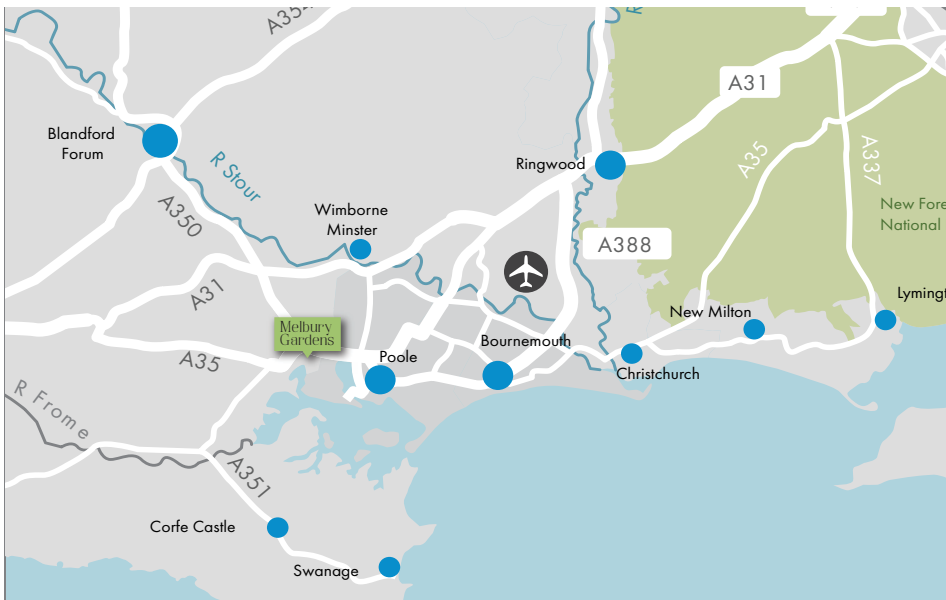 A354
R
A31
Blandford
Forum
R Stour
Ringwood
A35
A337
A350
Wimborne
Minster
New Fore
National
A388
A31
Lymingt
New Milton
Melbury
Gardens
Bournemouth
A35
Poole
Christchurch
R Frome
A351
Corfe Castle
Swanage